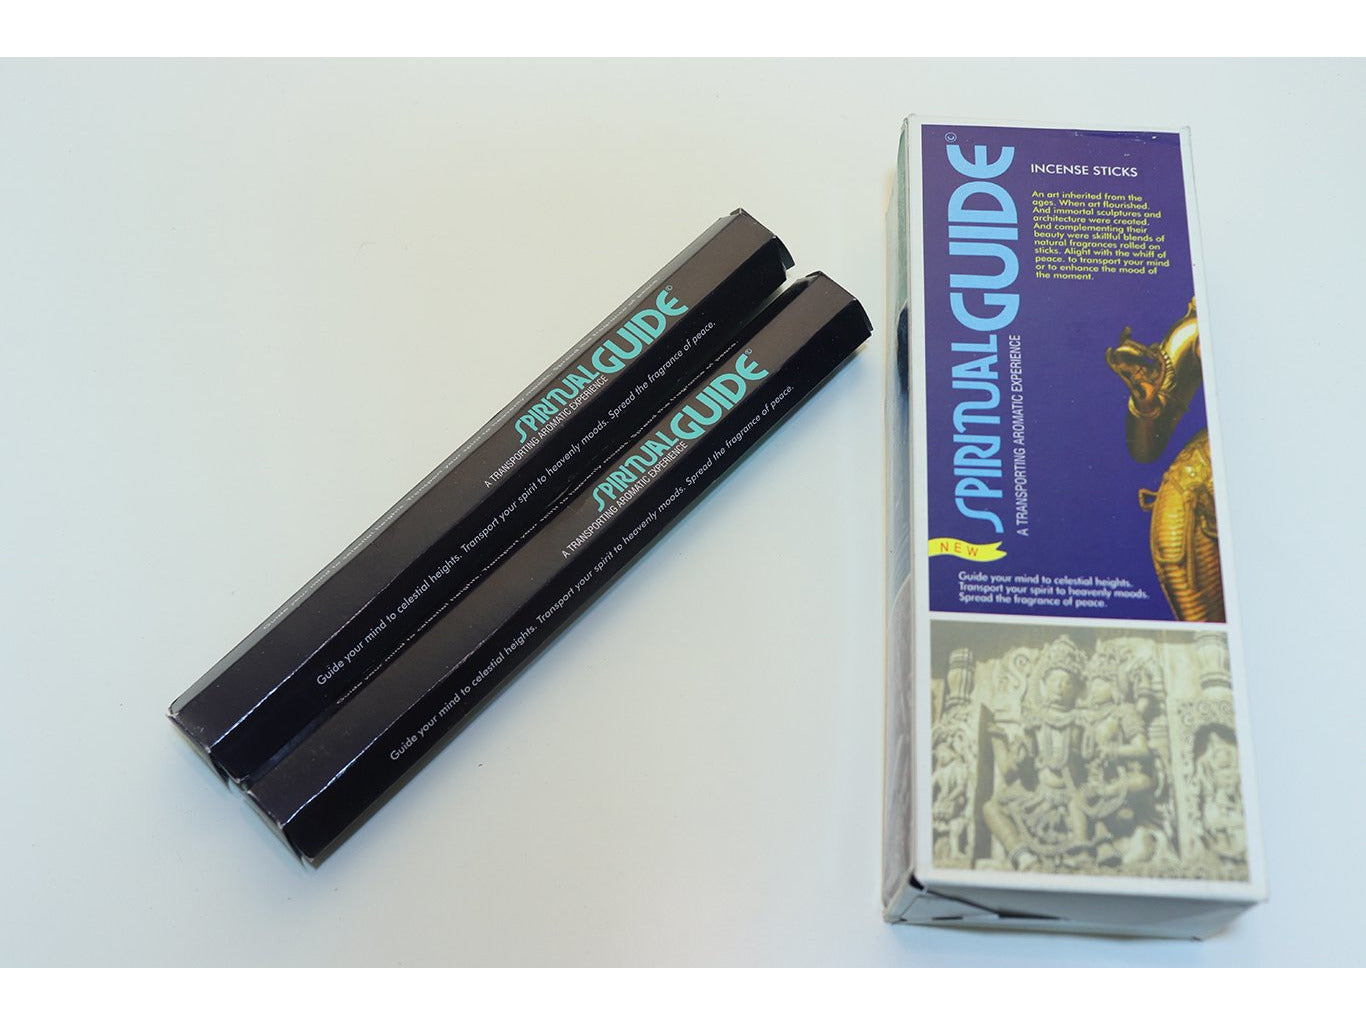 SPIRITUAL GUIDE©
A TRANSPORTING AROMATIC EXPERIENCE
Guide your mind to celestial heights. Transport your spirit to heavenly moods. Spread the fragrance of peace.
SPIRITUAL GUIDE©
A TRANSPORTING AROMATIC EXPERIENCE
Guide your mind to celestial heights. Transport your spirit to heavenly moods. Spread the fragrance of peace.
SPIRITUAL GUIDE©
A TRANSPORTING AROMATIC EXPERIENCE
INCENSE STICKS
An art inherited from the
ages. When art flourished.
And immortal sculptures and
architecture were created.
And complementing their
beauty were skillful blends of
natural fragrances rolled on
sticks. Alight with the whiff of
peace. to transport your mind
or to enhance the mood of
the moment.
NEW
Guide your mind to celestial heights.
Transport your spirit to heavenly moods.
Spread the fragrance of peace.